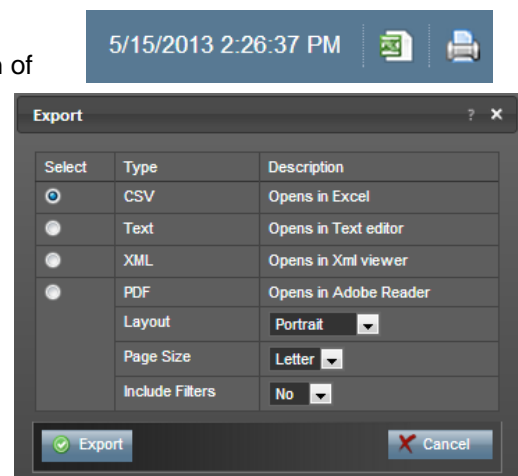 n of
5/15/2013 2:26:37 PM
Export ?
Select Type Description
CSV Opens in Excel
Text Opens in Text editor
XML Opens in Xml viewer
PDF Opens in Adobe Reader
Layout Portrait
Page Size Letter
Include Filters No
Export Cancel